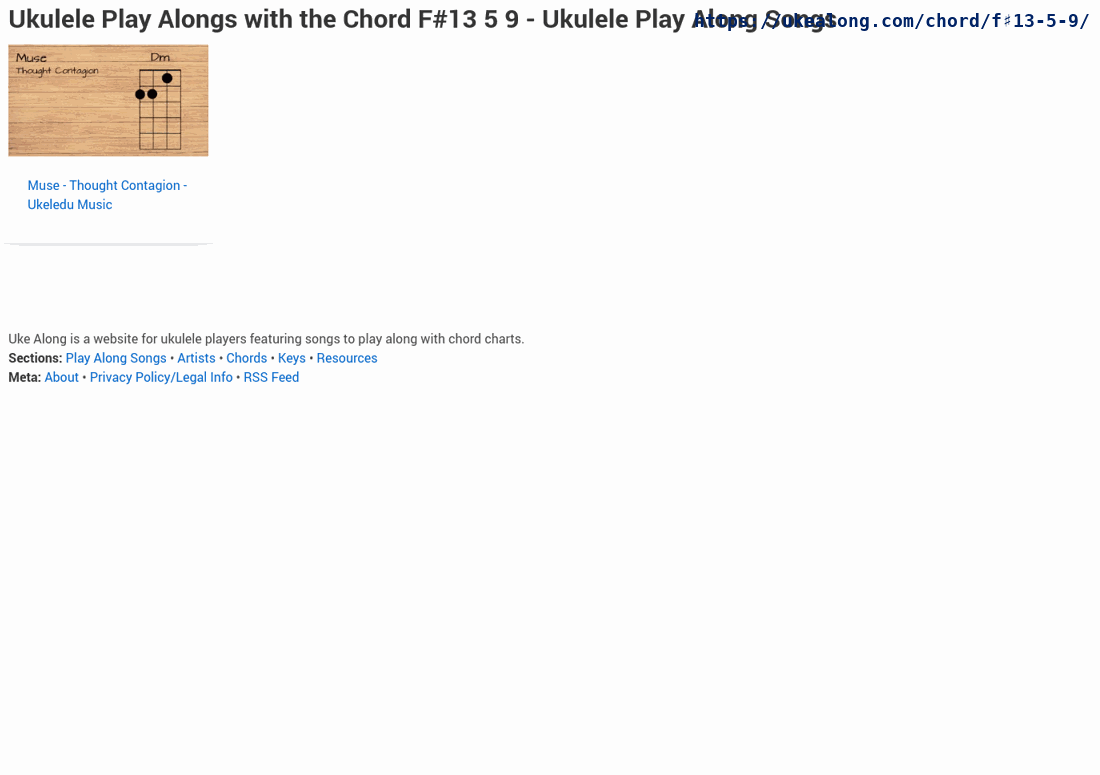 Ukulele Play Alongs with the Chord F#13 5 9 - Ukulele Play Along Songs
https://ukealong.com/chord/f♯13-5-9/
Muse
Thought Contagion
Dm
Muse - Thought Contagion -
Ukeledu Music
Uke Along is a website for ukulele players featuring songs to play along with chord charts.
Sections: Play Along Songs • Artists • Chords • Keys • Resources
Meta: About • Privacy Policy/Legal Info • RSS Feed